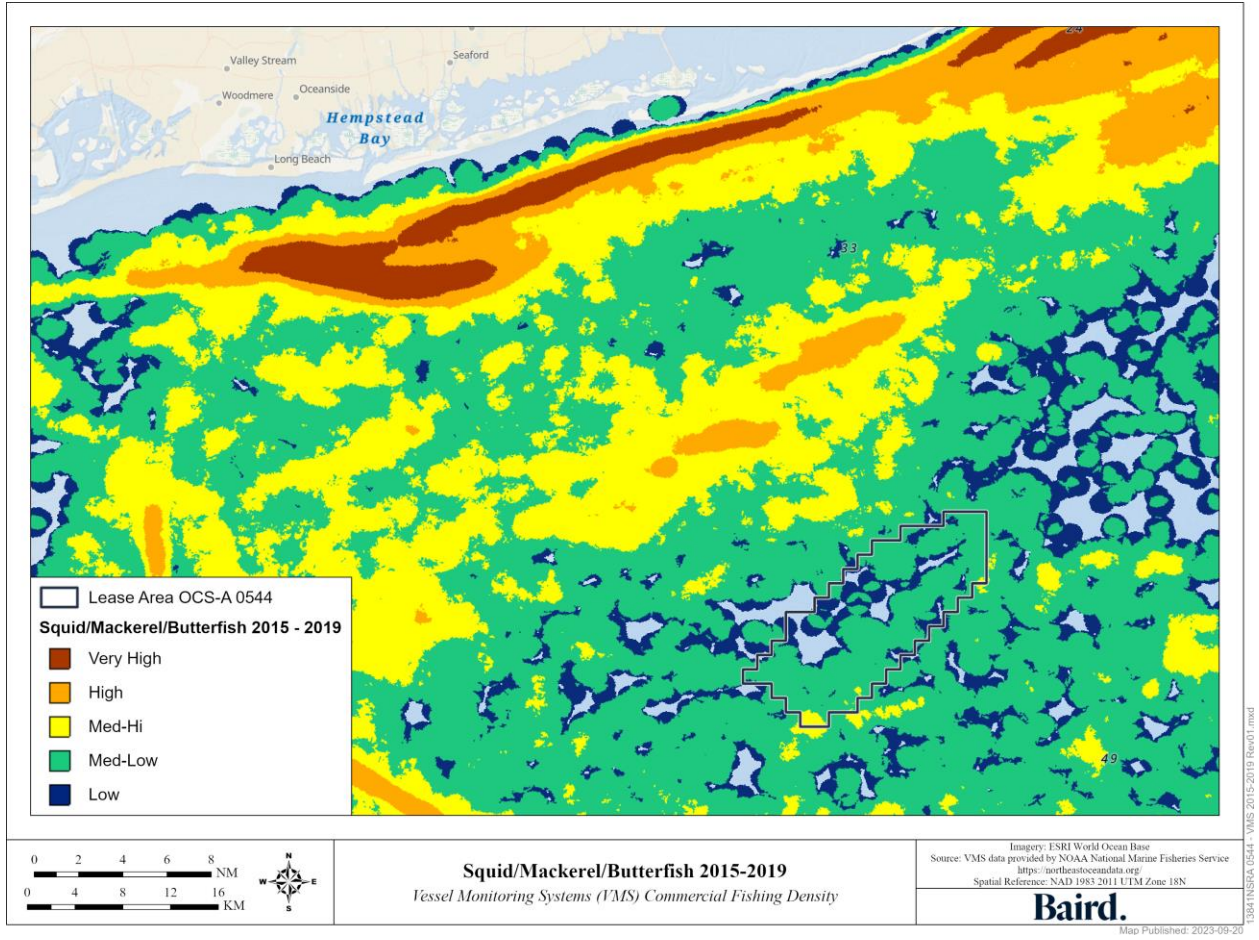 24
Valley Stream
Seaford
Woodmere
Oceanside
Hempstead
Bay
Long Beach
33
Lease Area OCS-A 0544
Squid/Mackerel/Butterfish 2015 - 2019
Very High
High
Med-Hi
Med-Low
Low
49
0 2 4 6 8
NM
0 4 8 12 16
KM
N
W E
S
Squid/Mackerel/Butterfish 2015-2019
Vessel Monitoring Systems (VMS) Commercial Fishing Density
Imagery: ESRI World Ocean Base
Source: VMS data provided by NOAA National Marine Fisheries Service
https://northeastoceandata.org/
Spatial Reference: NAD 1983 2011 UTM Zone 18N
Baird.
Map Published: 2023-09-20
13841NSRA 0544 - VMS 2015-2019 Rev01.mxd